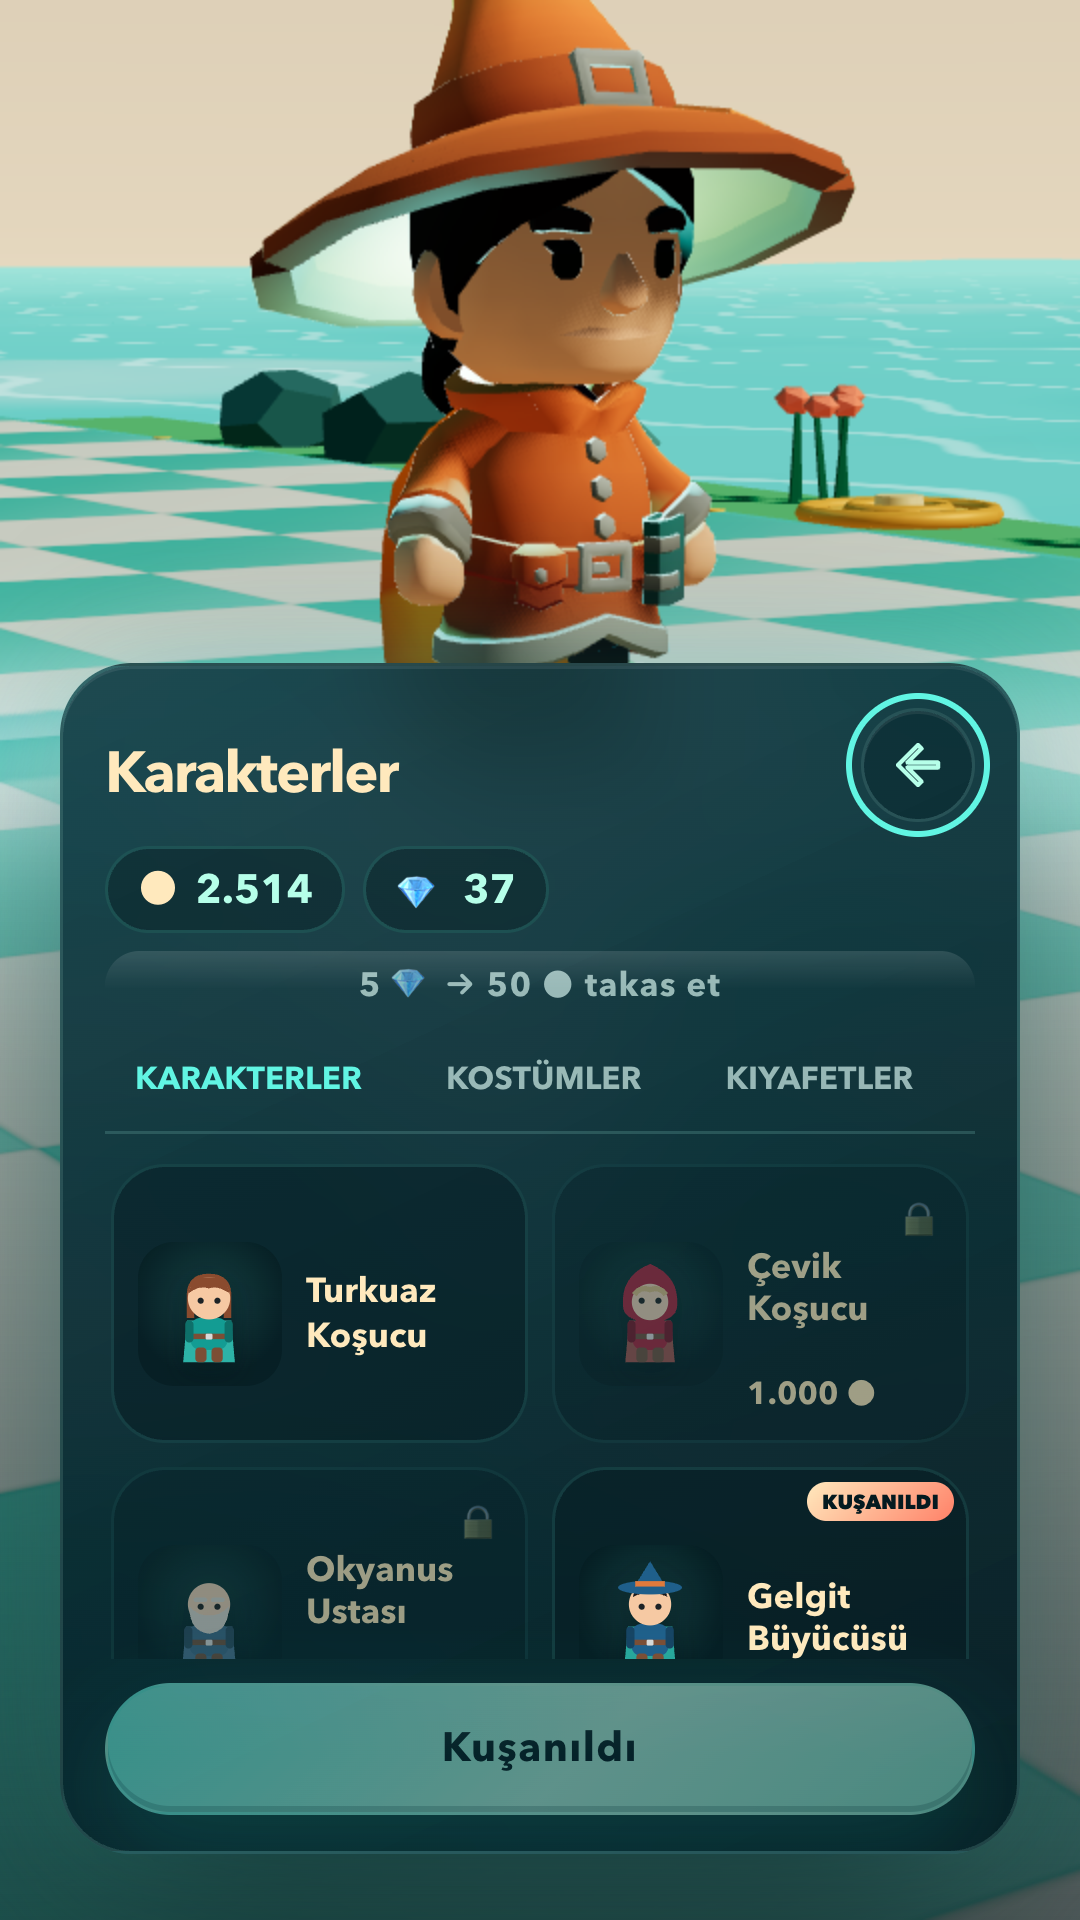 Karakterler
2.514
37
5 💎 → 50 takas et
KARAKTERLER KOSTÜMLER KIYAFETLER
Turkuaz
Koşucu
Çevik
Koşucu
1.000
Okyanus
Ustası
KUŞANILDI
Gelgit
Büyücüsü
Kuşanıldı